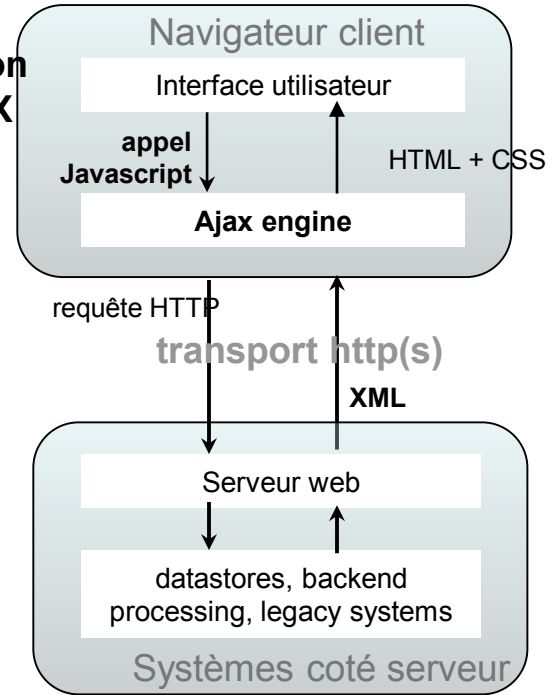 Navigateur client
on
X
Interface utilisateur
appel
Javascript
HTML + CSS
Ajax engine
requête HTTP
transport http(s)
XML
Serveur web
datastores, backend
processing, legacy systems
Systèmes coté serveur